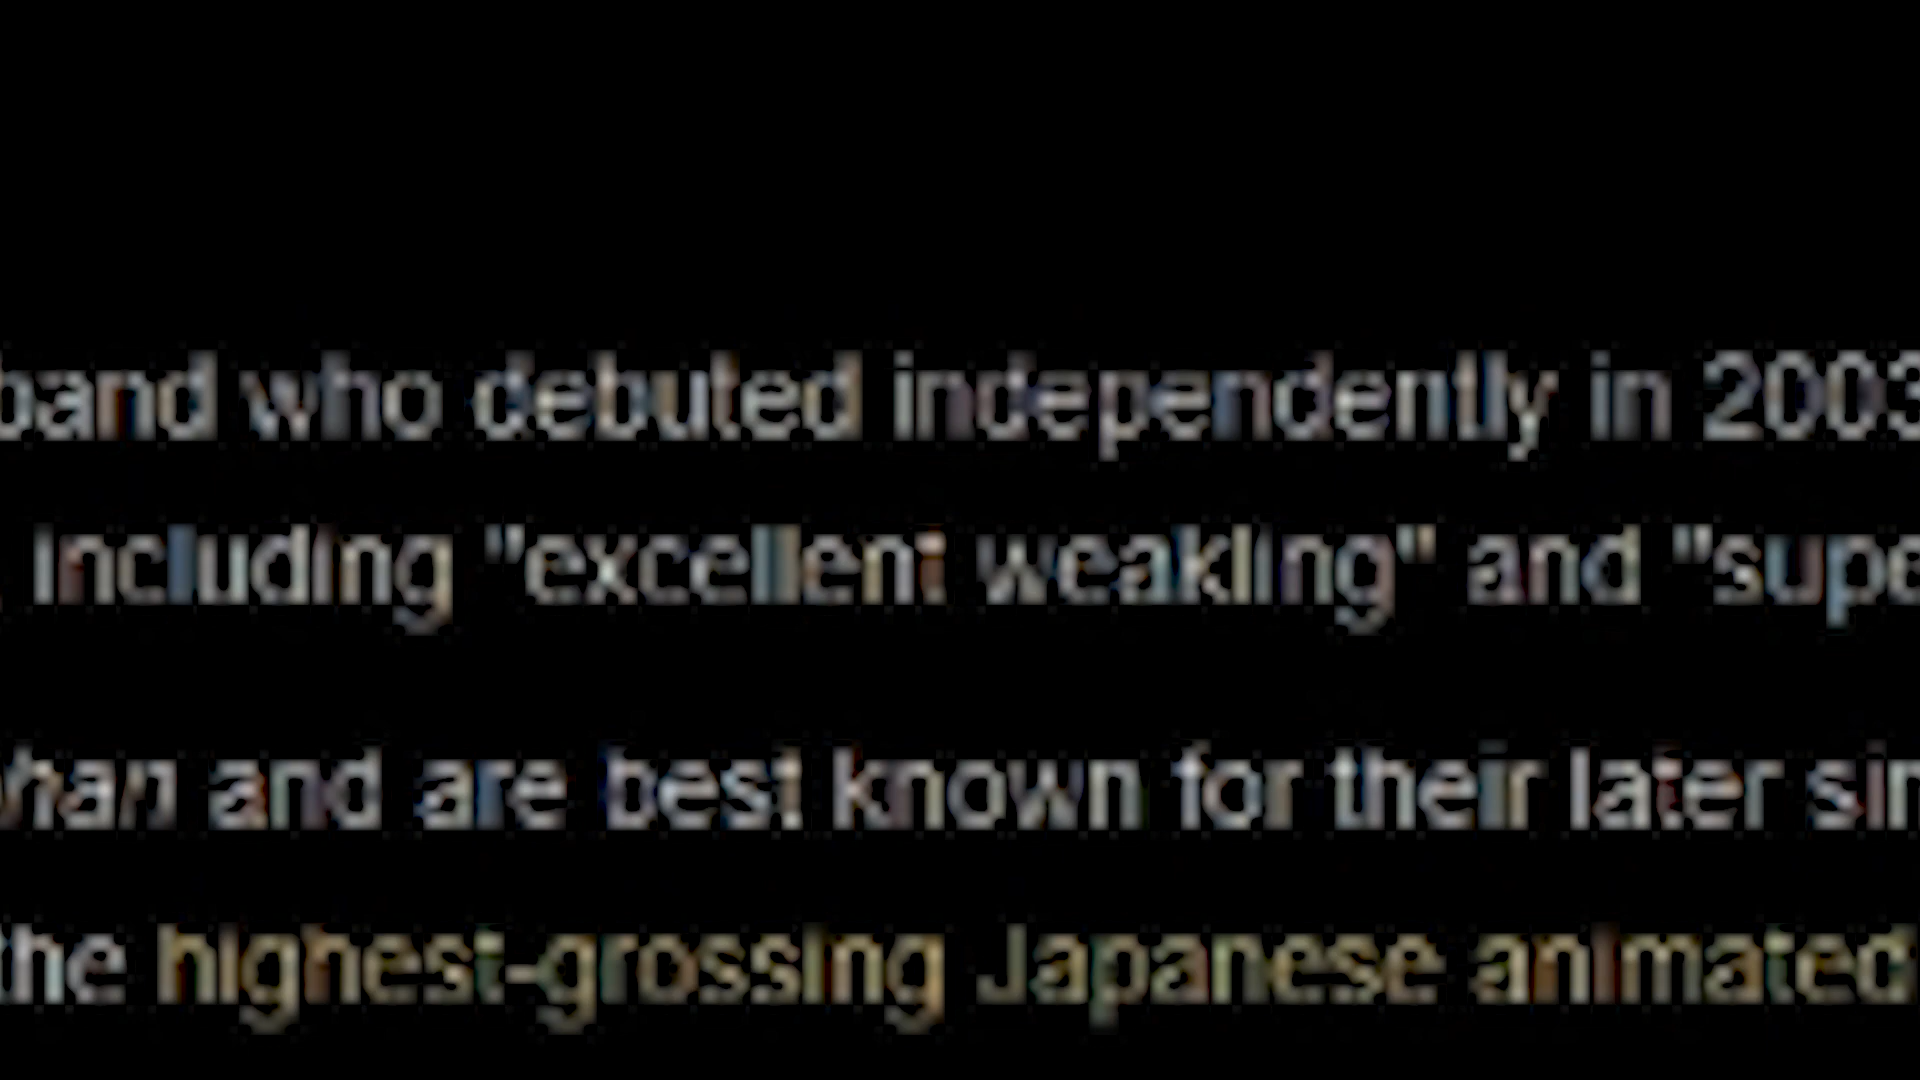 band who debuted independently in 2003
including "excellent weakling" and "supe
han and are best known for their later sin
the highest-grossing Japanese animated